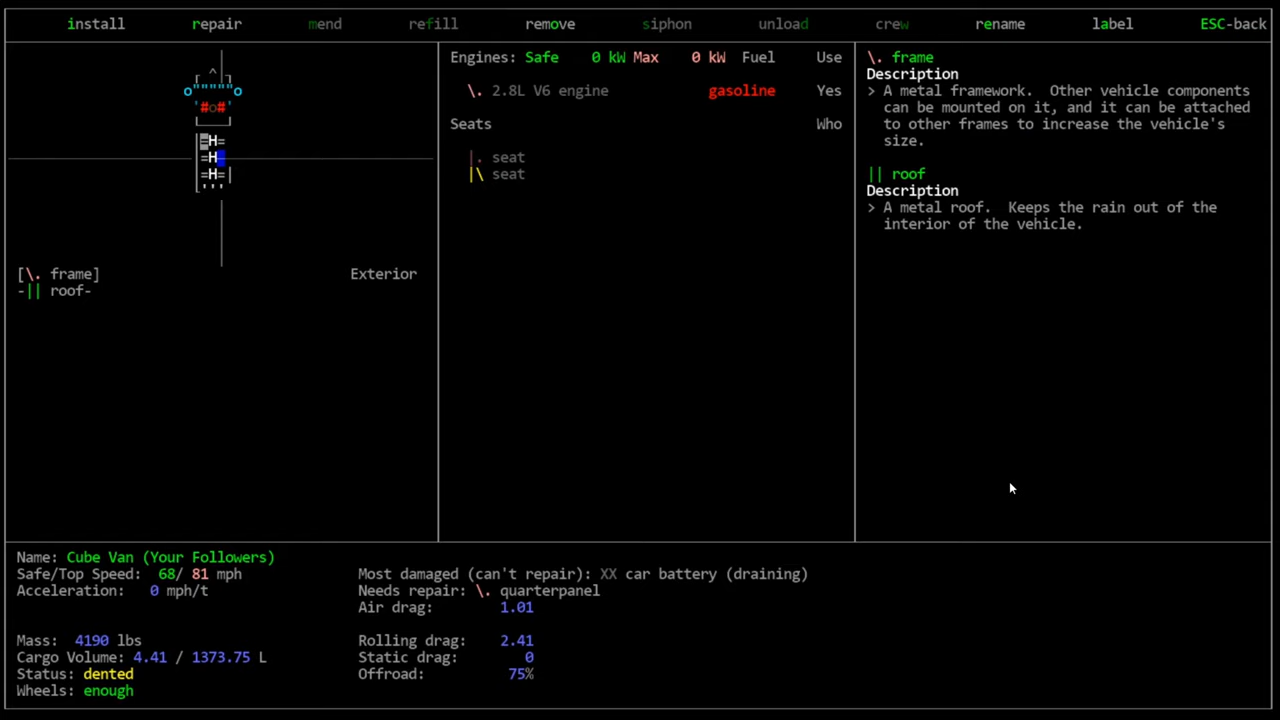 install repair mend refill remove siphon unload crew rename label ESC-back
Engines: Safe 0 kW Max 0 kW Fuel Use
\. 2.8L V6 engine gasoline Yes
Seats Who
|. seat
|\ seat
[\. frame] Exterior
-|| roof-
\. frame
Description
> A metal framework. Other vehicle components
can be mounted on it, and it can be attached
to other frames to increase the vehicle's
size.
|| roof
Description
> A metal roof. Keeps the rain out of the
interior of the vehicle.
Name: Cube Van (Your Followers)
Safe/Top Speed: 68/ 81 mph
Acceleration: 0 mph/t
Mass: 4190 lbs
Cargo Volume: 4.41 / 1373.75 L
Status: dented
Wheels: enough
Most damaged (can't repair): XX car battery (draining)
Needs repair: \. quarterpanel
Air drag: 1.01
Rolling drag: 2.41
Static drag: 0
Offroad: 75%